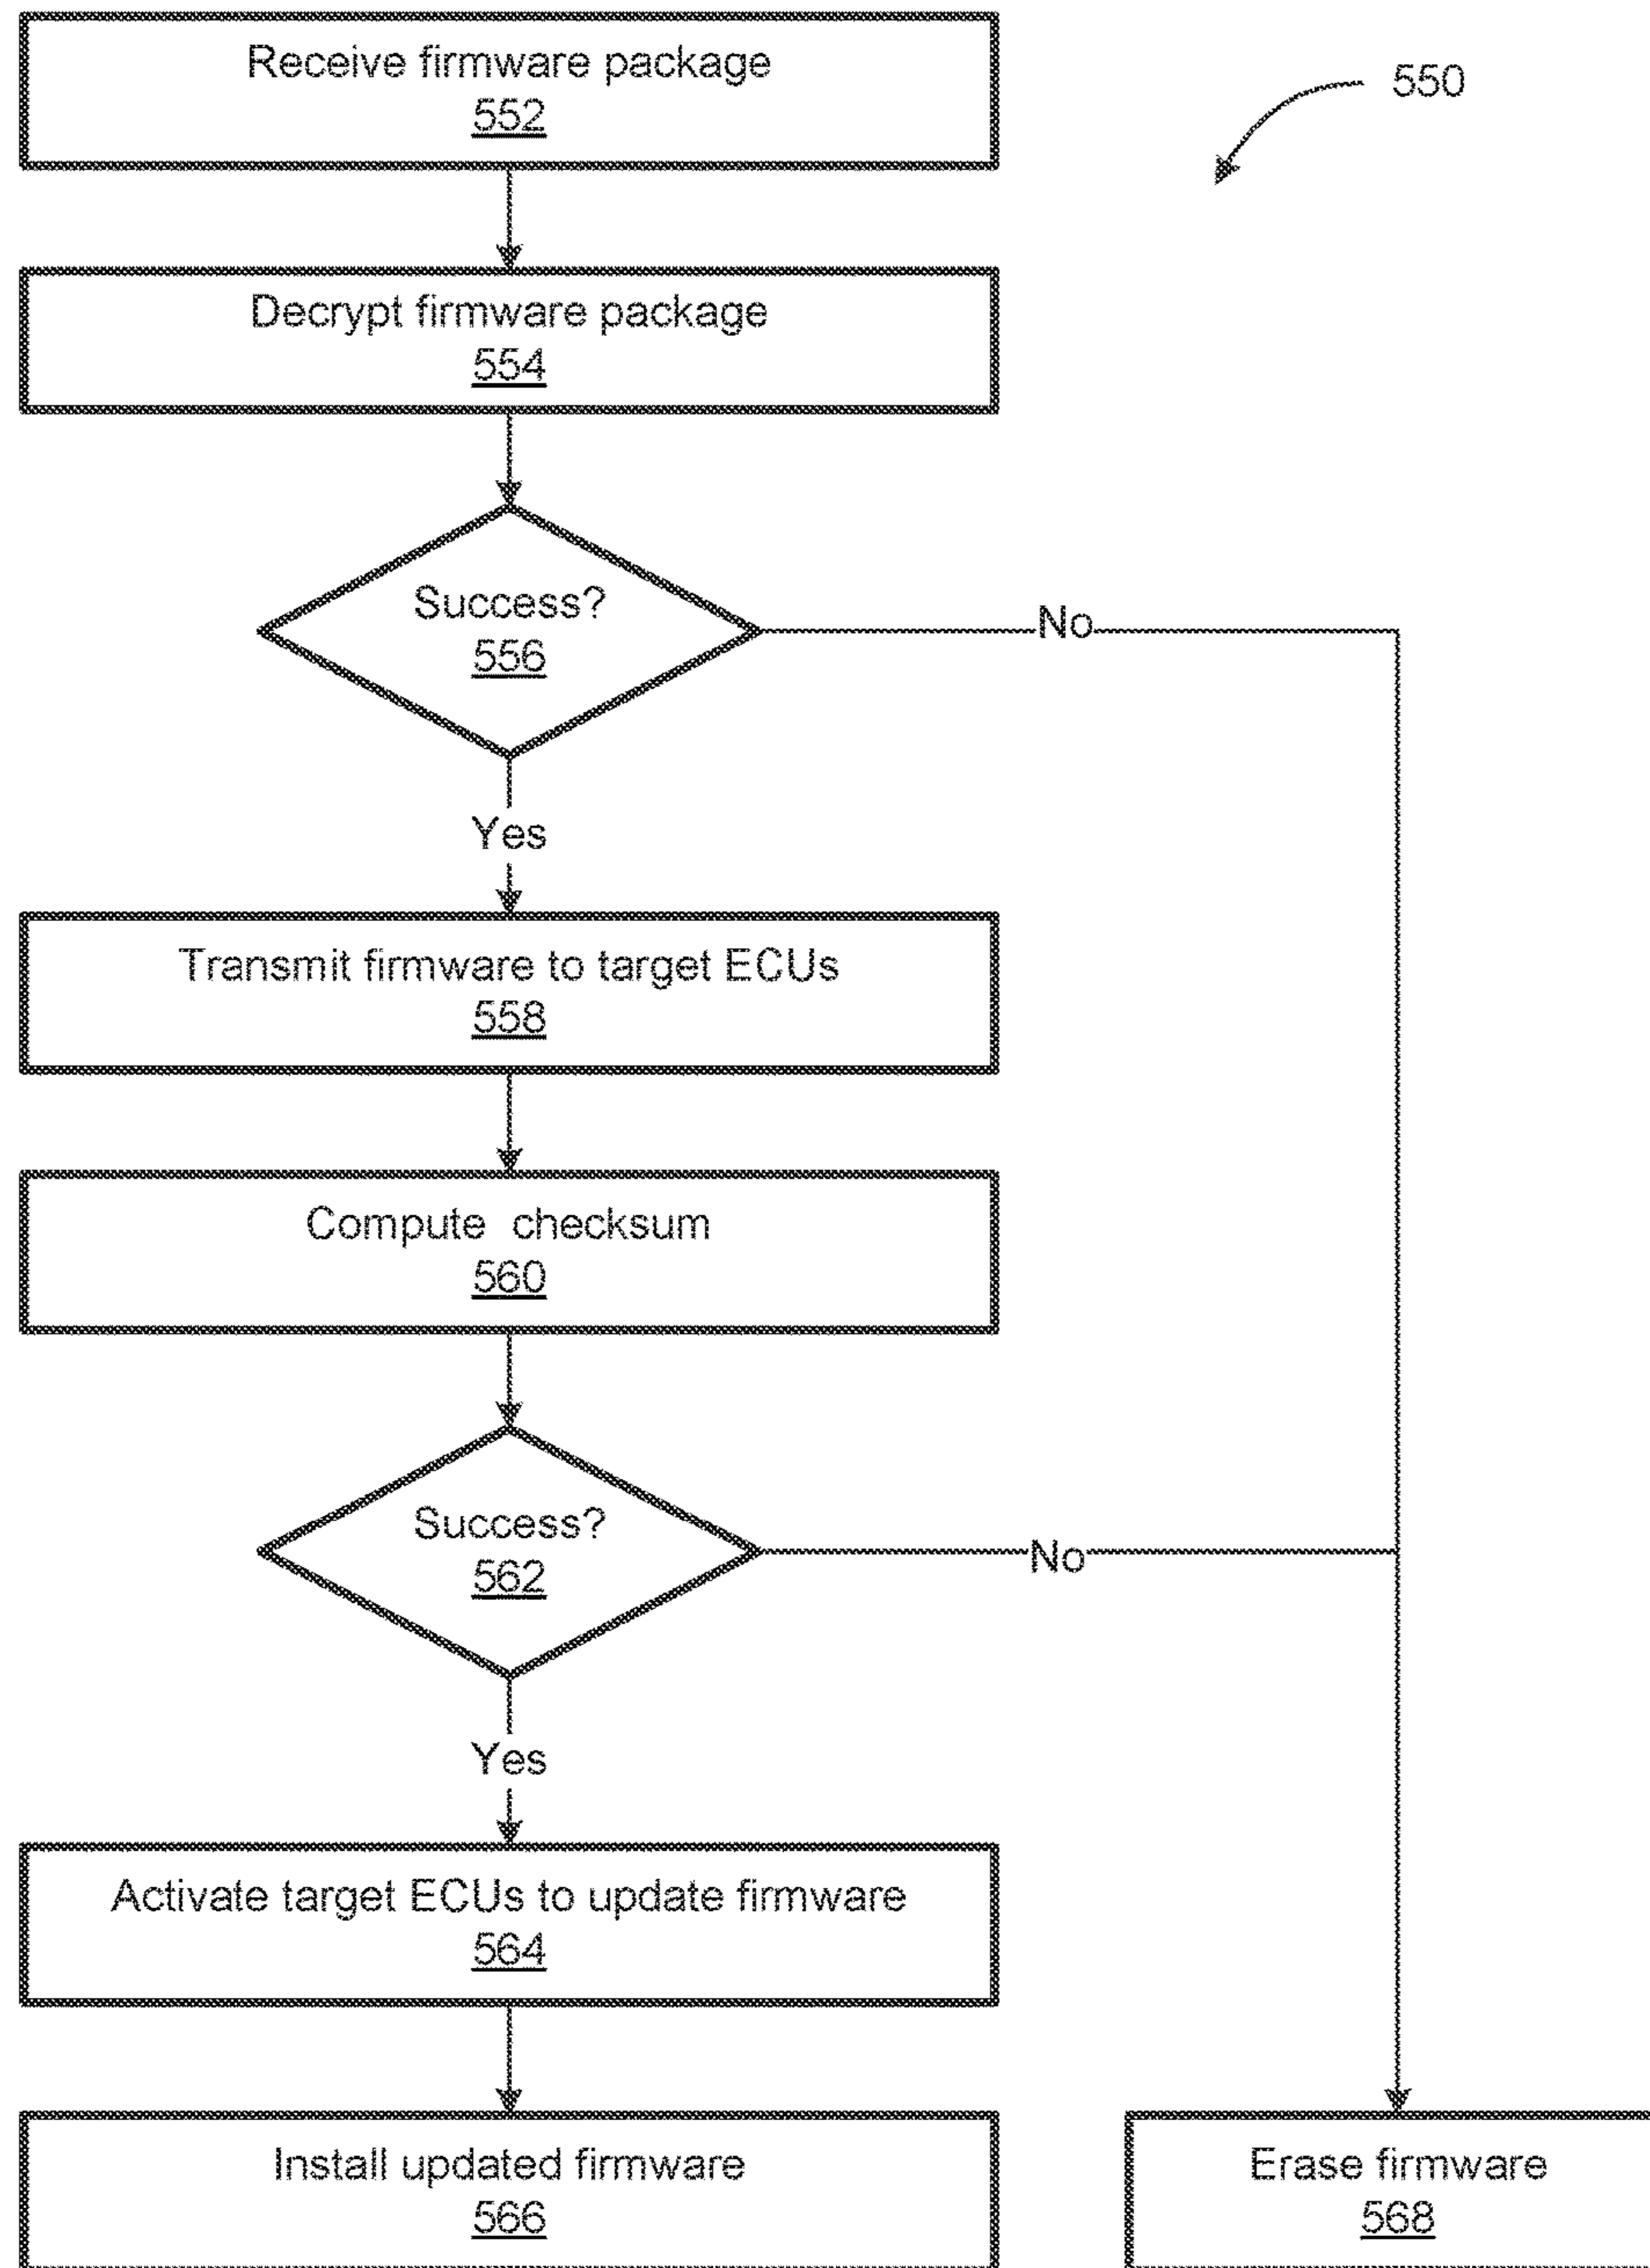 Receive firmware package
552
550
Decrypt firmware package
554
Success?
556
No
Yes
Transmit firmware to target ECUs
558
Compute checksum
560
Success?
562
No
Yes
Activate target ECUs to update firmware
564
Install updated firmware
566
Erase firmware
568